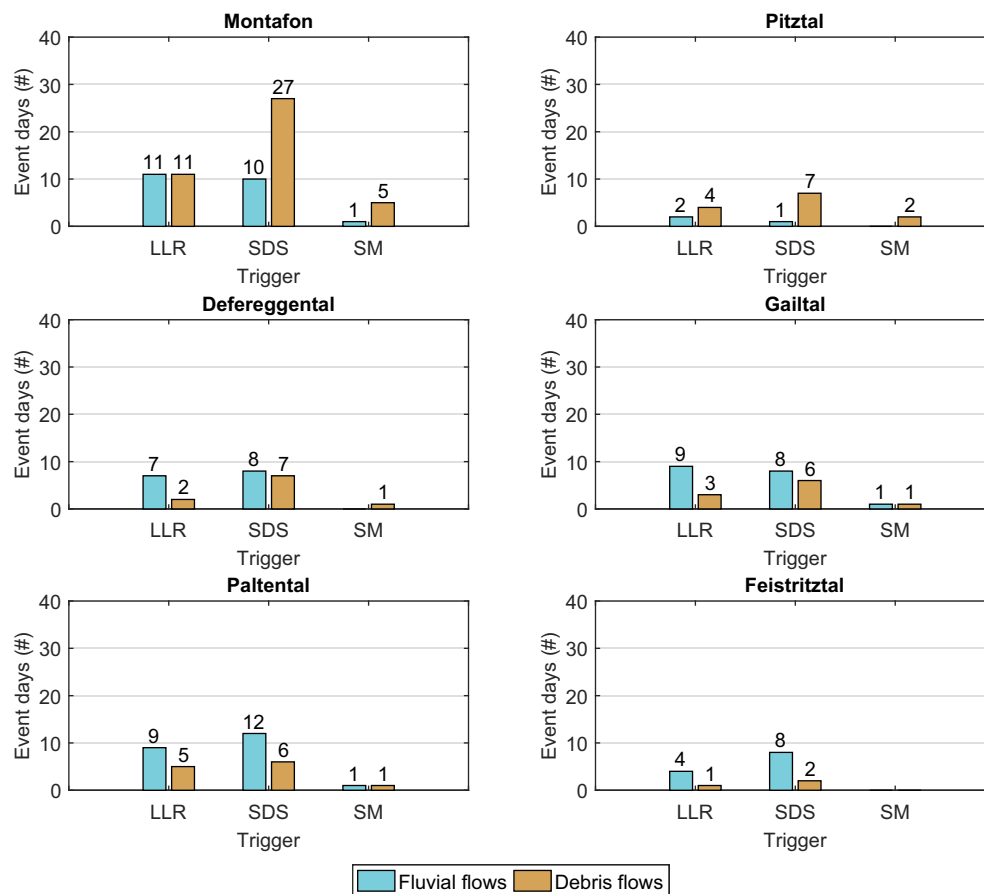 Montafon
Event days (#)
40
30
20
10
0
11 11
10 27
1 5
LLR SDS SM
Trigger
Pitztal
Event days (#)
40
30
20
10
0
2 4
1 7
2
LLR SDS SM
Trigger
Defereggental
Event days (#)
40
30
20
10
0
7 2
8 7
1
LLR SDS SM
Trigger
Gailtal
Event days (#)
40
30
20
10
0
9 3
8 6
1 1
LLR SDS SM
Trigger
Paltental
Event days (#)
40
30
20
10
0
9 5
12 6
1 1
LLR SDS SM
Trigger
Feistritztal
Event days (#)
40
30
20
10
0
4 1
8 2
LLR SDS SM
Trigger
Fluvial flows Debris flows